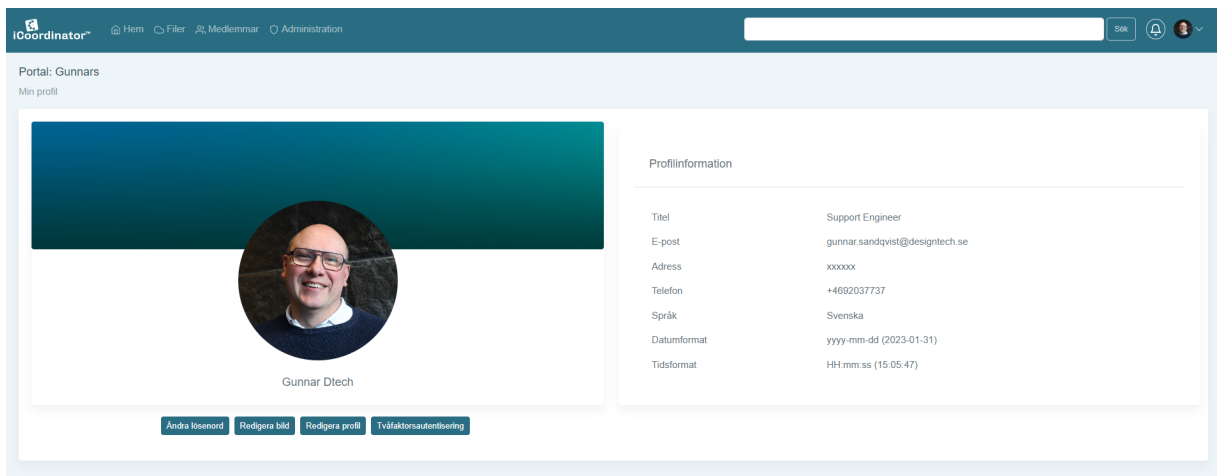 iCoordinator™ Hem Filer Medlemmar Administration Sök
Portal: Gunnars
Min profil
Profilinformation
Titel Support Engineer
E-post gunnar.sandqvist@designtech.se
Adress xxxxxx
Telefon +4692037737
Språk Svenska
Datumformat yyyy-mm-dd (2023-01-31)
Tidsformat HH:mm:ss (15:05:47)
Gunnar Dtech
Ändra lösenord Redigera bild Redigera profil Tvåfaktorsautentisering